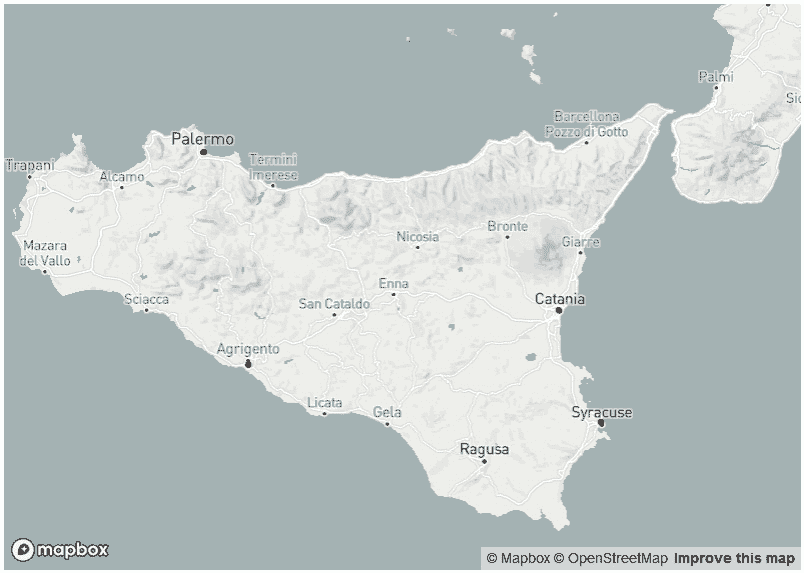 Palmi
Sid
Barcellona
Pozzo di Gotto
Palermo
Termini
Imerese
Trapani
Alcamo
Bronte
Nicosia
Giarre
Mazara
del Vallo
Enna
Sciacca
San Cataldo
Catania
Agrigento
Licata
Gela
Syracuse
Ragusa
mapbox
© Mapbox © OpenStreetMap Improve this map